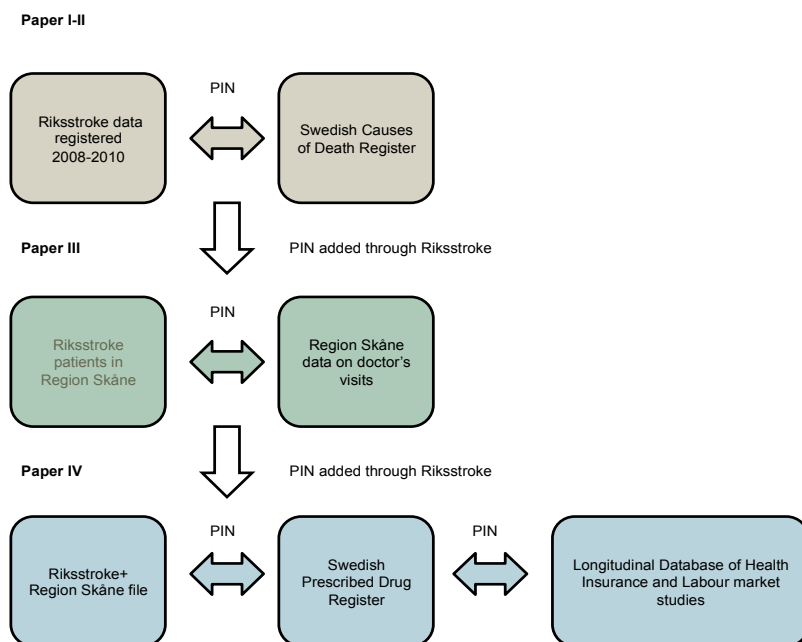 Paper I-II
PIN
Riksstroke data
registered
2008-2010
Swedish Causes
of Death Register
Paper III
PIN added through Riksstroke
PIN
Riksstroke
patients in
Region Skåne
Region Skåne
data on doctor's
visits
Paper IV
PIN added through Riksstroke
PIN
PIN
Riksstroke+
Region Skåne file
Swedish
Prescribed Drug
Register
Longitudinal Database of Health
Insurance and Labour market
studies